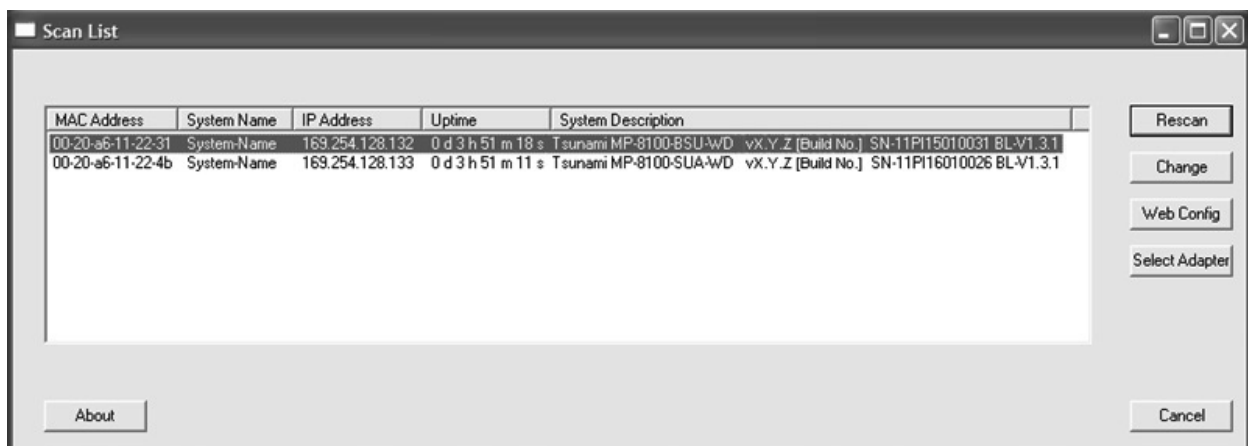 Scan List
MAC Address System Name IP Address Uptime System Description
00-20-a6-11-22-31 System-Name 169.254.128.132 0 d 3 h 51 m 18 s Tsunami MP-8100-BSU-WD vX.Y.Z [Build No.] SN-11PI15010031 BL-V1.3.1
00-20-a6-11-22-4b System-Name 169.254.128.133 0 d 3 h 51 m 11 s Tsunami MP-8100-SUA-WD vX.Y.Z [Build No.] SN-11PI16010026 BL-V1.3.1
Rescan
Change
Web Config
Select Adapter
About
Cancel